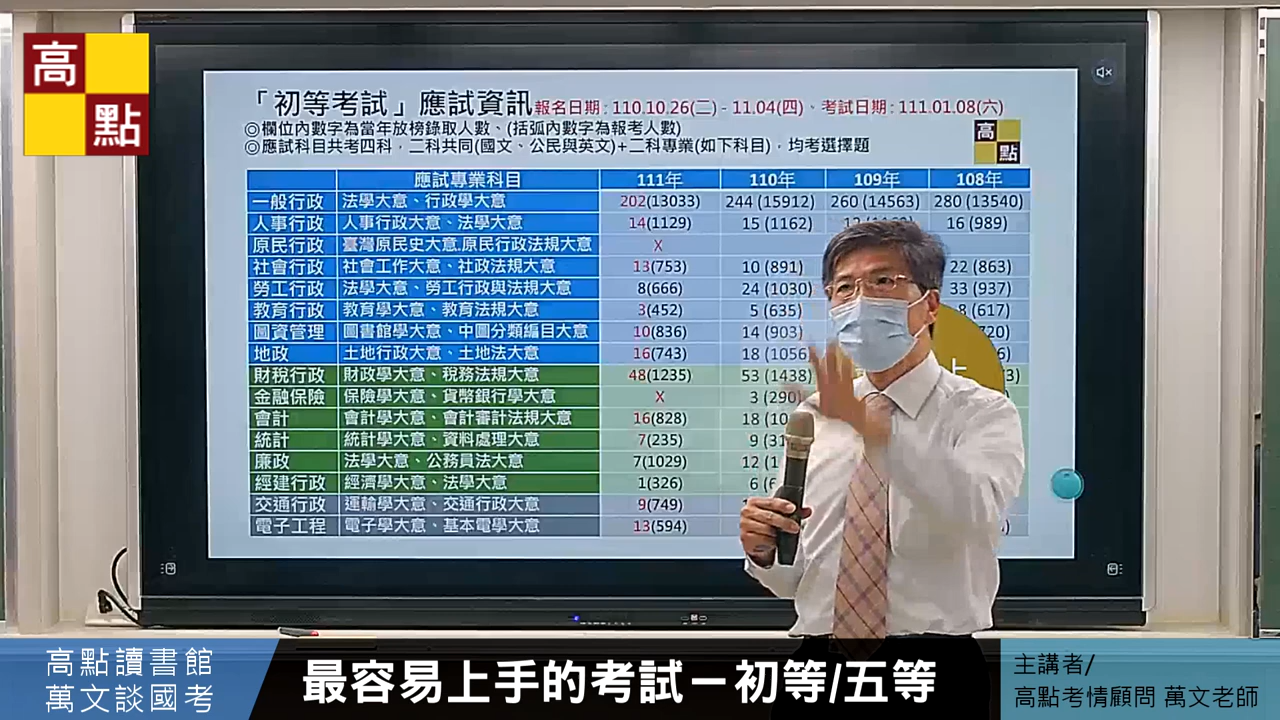 高
點
「初等考試」應試資訊報名日期 : 110.10.26(二) - 11.04(四)、考試日期 : 111.01.08(六)
◎欄位內數字為當年放榜錄取人數、(括弧內數字為報考人數)
◎應試科目共考四科，二科共同(國文、公民與英文)+二科專業(如下科目)，均考選擇題
高
點
應試專業科目 111年 110年 109年 108年
一般行政 法學大意、行政學大意 202(13033) 244 (15912) 260 (14563) 280 (13540)
人事行政 人事行政大意、法學大意 14(1129) 15 (1162) 16 (989)
原民行政 臺灣原民史大意.原民行政法規大意 X
社會行政 社會工作大意、社政法規大意 13(753) 10 (891) 22 (863)
勞工行政 法學大意、勞工行政與法規大意 8(666) 24 (1030) 33 (937)
教育行政 教育學大意、教育法規大意 3(452) 5 (635) 8 (617)
圖資管理 圖書館學大意、中圖分類編目大意 10(836) 14 (903)
地政 土地行政大意、土地法大意 16(743) 18 (1056
財稅行政 財政學大意、稅務法規大意 48(1235) 53 (1438)
金融保險 保險學大意、貨幣銀行學大意 X 3 (290)
會計 會計學大意、會計審計法規大意 16(828) 18 (10
統計 統計學大意、資料處理大意 7(235) 9 (31
廉政 法學大意、公務員法大意 7(1029) 12 (1
經建行政 經濟學大意、法學大意 1(326) 6 (6
交通行政 運輸學大意、交通行政大意 9(749)
電子工程 電子學大意、基本電學大意 13(594)
高點讀書館
萬文談國考
最容易上手的考試－初等/五等
主講者/
高點考情顧問 萬文老師